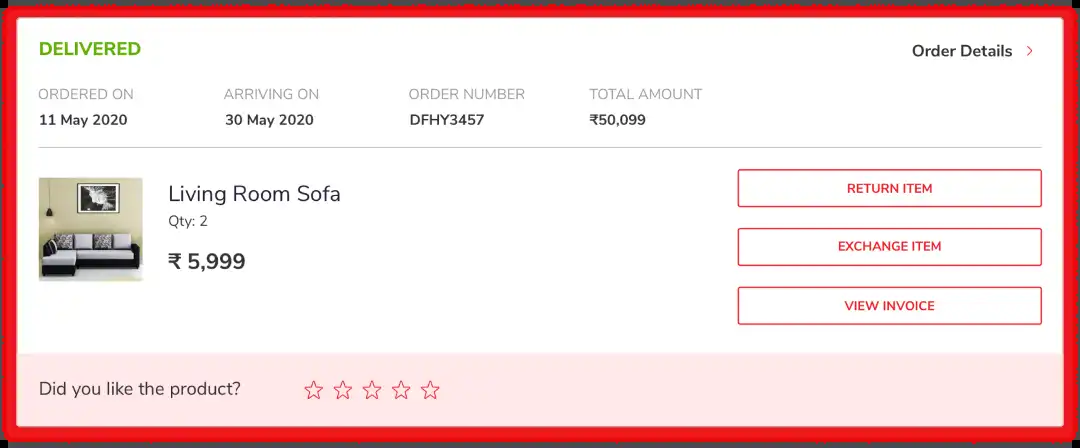 DELIVERED
Order Details
ORDERED ON ARRIVING ON ORDER NUMBER TOTAL AMOUNT
11 May 2020 30 May 2020 DFHY3457 ₹50,099
Living Room Sofa
Qty: 2
₹ 5,999
RETURN ITEM
EXCHANGE ITEM
VIEW INVOICE
Did you like the product?